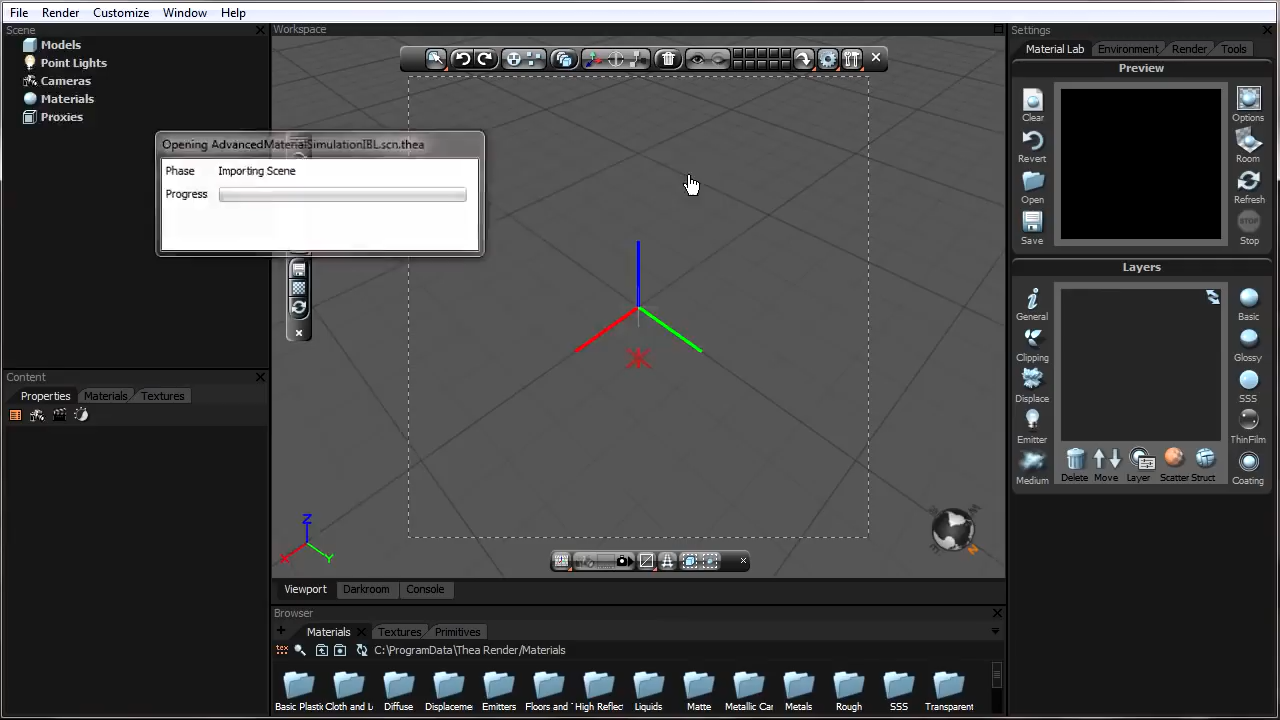 File Render Customize Window Help
Scene
Models
Point Lights
Cameras
Materials
Proxies
Opening AdvancedMaterialSimulationIBL.scn.thea
Phase Importing Scene
Progress
Content
Properties Materials Textures
Workspace
Z
X
Y
N
Viewport Darkroom Console
Browser
Materials Textures Primitives
tex C:\ProgramData\Thea Render/Materials
Basic Plastic Cloth and L Diffuse Displaceme Emitters Floors and High Reflec Liquids Matte Metallic Car Metals Rough SSS Transparent
Settings
Material Lab Environment Render Tools
Preview
Clear Options
Revert Room
Open Refresh
Save STOP
Stop
Layers
General Basic
Clipping Glossy
Displace SSS
Emitter ThinFilm
Medium Delete Move Layer Scatter Struct Coating